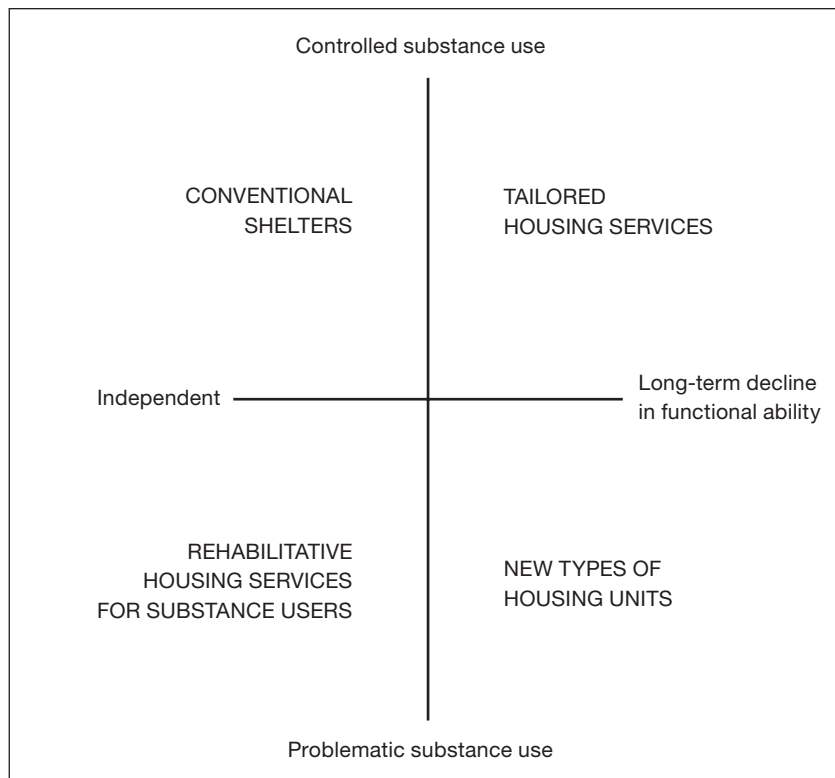 Controlled substance use
CONVENTIONAL
SHELTERS
TAILORED
HOUSING SERVICES
Independent
Long-term decline
in functional ability
REHABILITATIVE
HOUSING SERVICES
FOR SUBSTANCE USERS
NEW TYPES OF
HOUSING UNITS
Problematic substance use